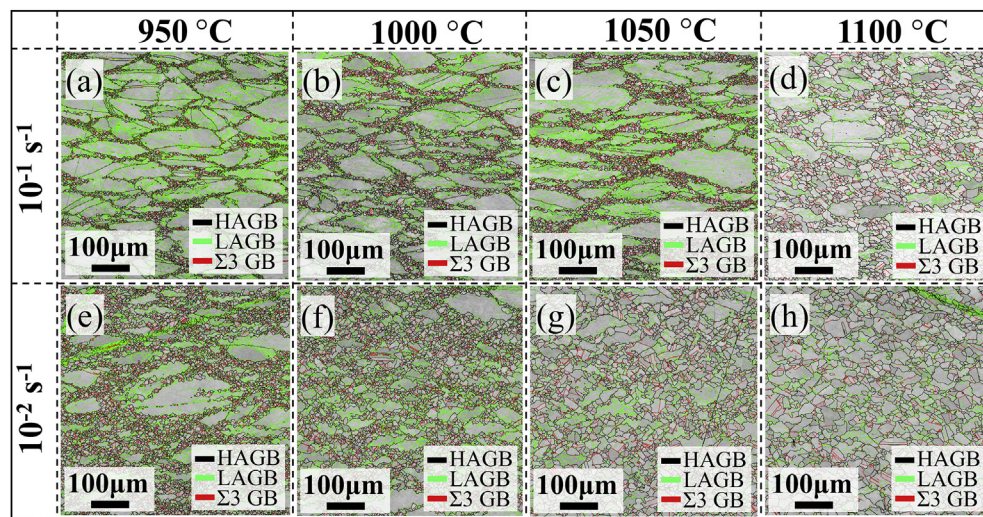 950 °C 1000 °C 1050 °C 1100 °C
10⁻¹ s⁻¹
(a) (b) (c) (d)
HAGB HAGB HAGB HAGB
LAGB LAGB LAGB LAGB
Σ3 GB Σ3 GB Σ3 GB Σ3 GB
100μm 100μm 100μm 100μm
10⁻² s⁻¹
(e) (f) (g) (h)
HAGB HAGB HAGB HAGB
LAGB LAGB LAGB LAGB
Σ3 GB Σ3 GB Σ3 GB Σ3 GB
100μm 100μm 100μm 100μm